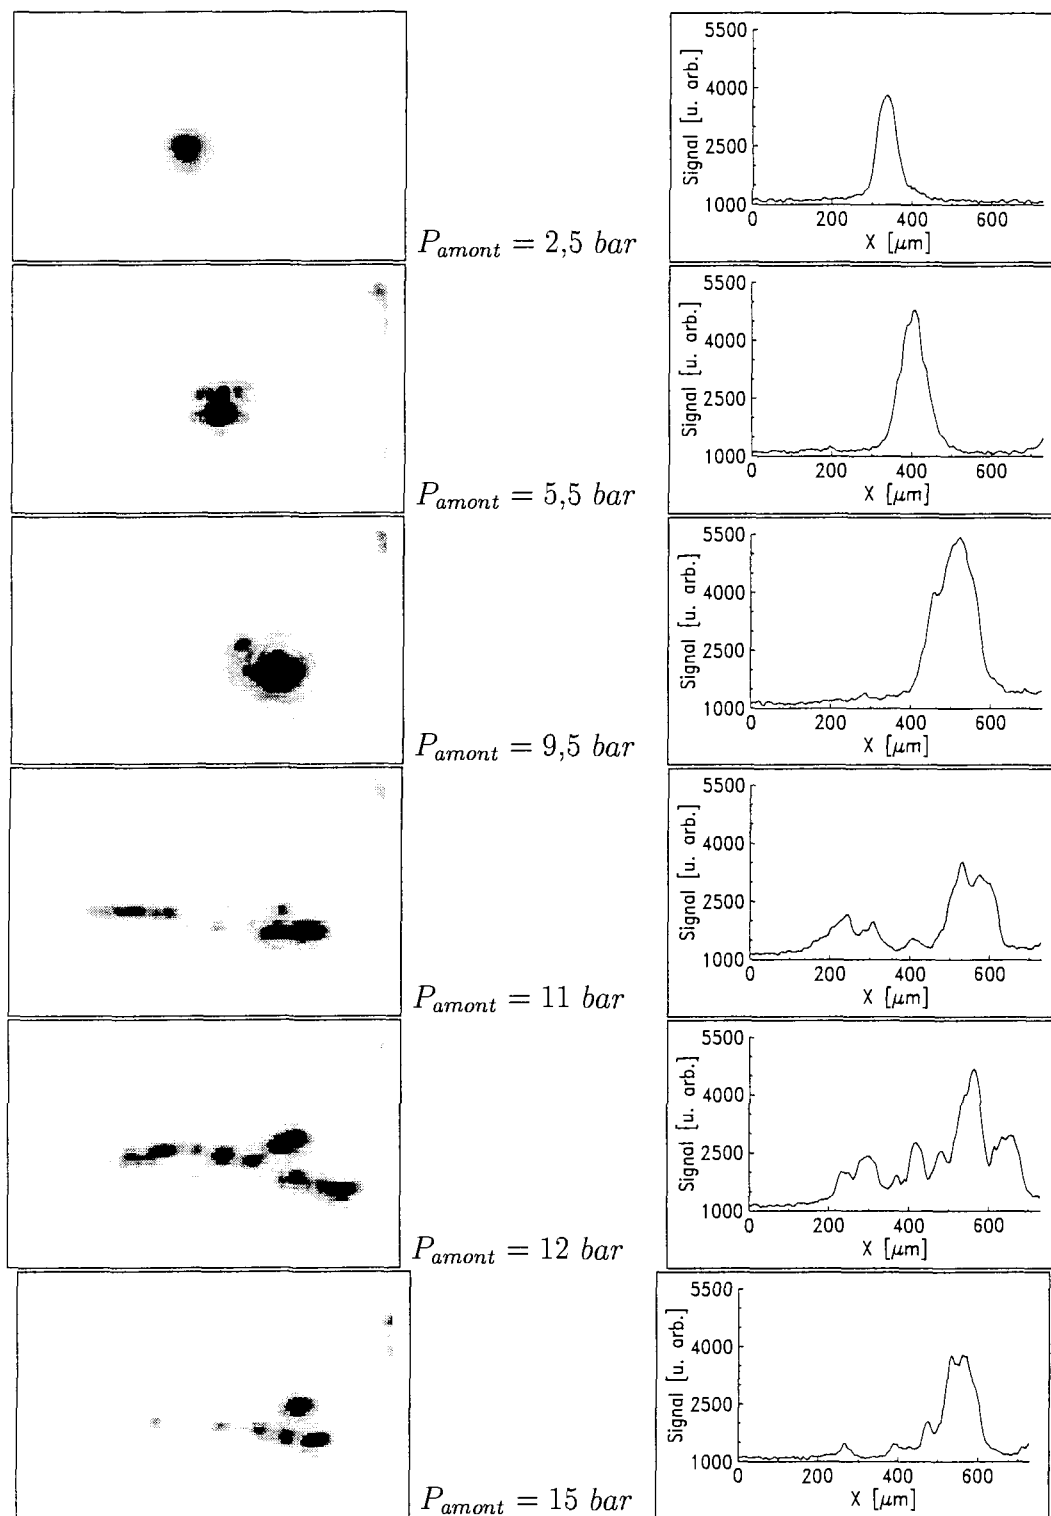 5500
4000
2500
1000
Signal [u. arb.]
0 200 400 600
X [μm]
P_amont = 2,5 bar
5500
4000
2500
1000
Signal [u. arb.]
0 200 400 600
X [μm]
P_amont = 5,5 bar
5500
4000
2500
1000
Signal [u. arb.]
0 200 400 600
X [μm]
P_amont = 9,5 bar
5500
4000
2500
1000
Signal [u. arb.]
0 200 400 600
X [μm]
P_amont = 11 bar
5500
4000
2500
1000
Signal [u. arb.]
0 200 400 600
X [μm]
P_amont = 12 bar
5500
4000
2500
1000
Signal [u. arb.]
0 200 400 600
X [μm]
P_amont = 15 bar